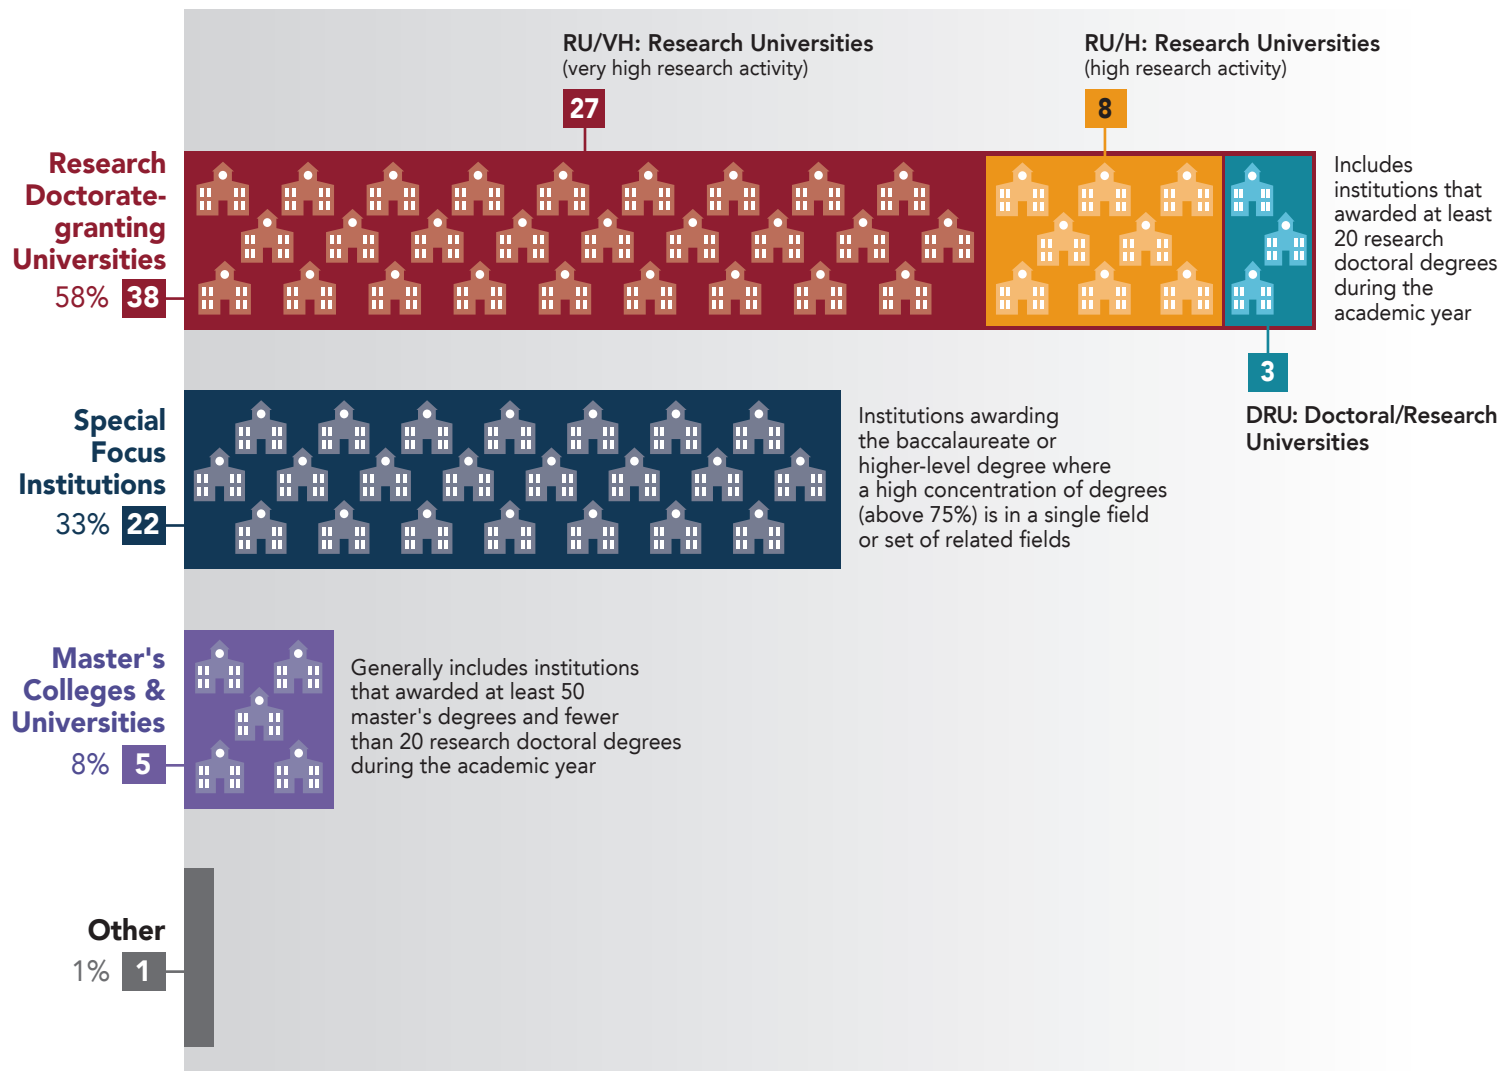 RU/VH: Research Universities
(very high research activity)
27
RU/H: Research Universities
(high research activity)
8
Research
Doctorate-
granting
Universities
58% 38
Includes
institutions that
awarded at least
20 research
doctoral degrees
during the
academic year
3
DRU: Doctoral/Research
Universities
Special
Focus
Institutions
33% 22
Institutions awarding
the baccalaureate or
higher-level degree where
a high concentration of degrees
(above 75%) is in a single field
or set of related fields
Master's
Colleges &
Universities
8% 5
Generally includes institutions
that awarded at least 50
master's degrees and fewer
than 20 research doctoral degrees
during the academic year
Other
1% 1